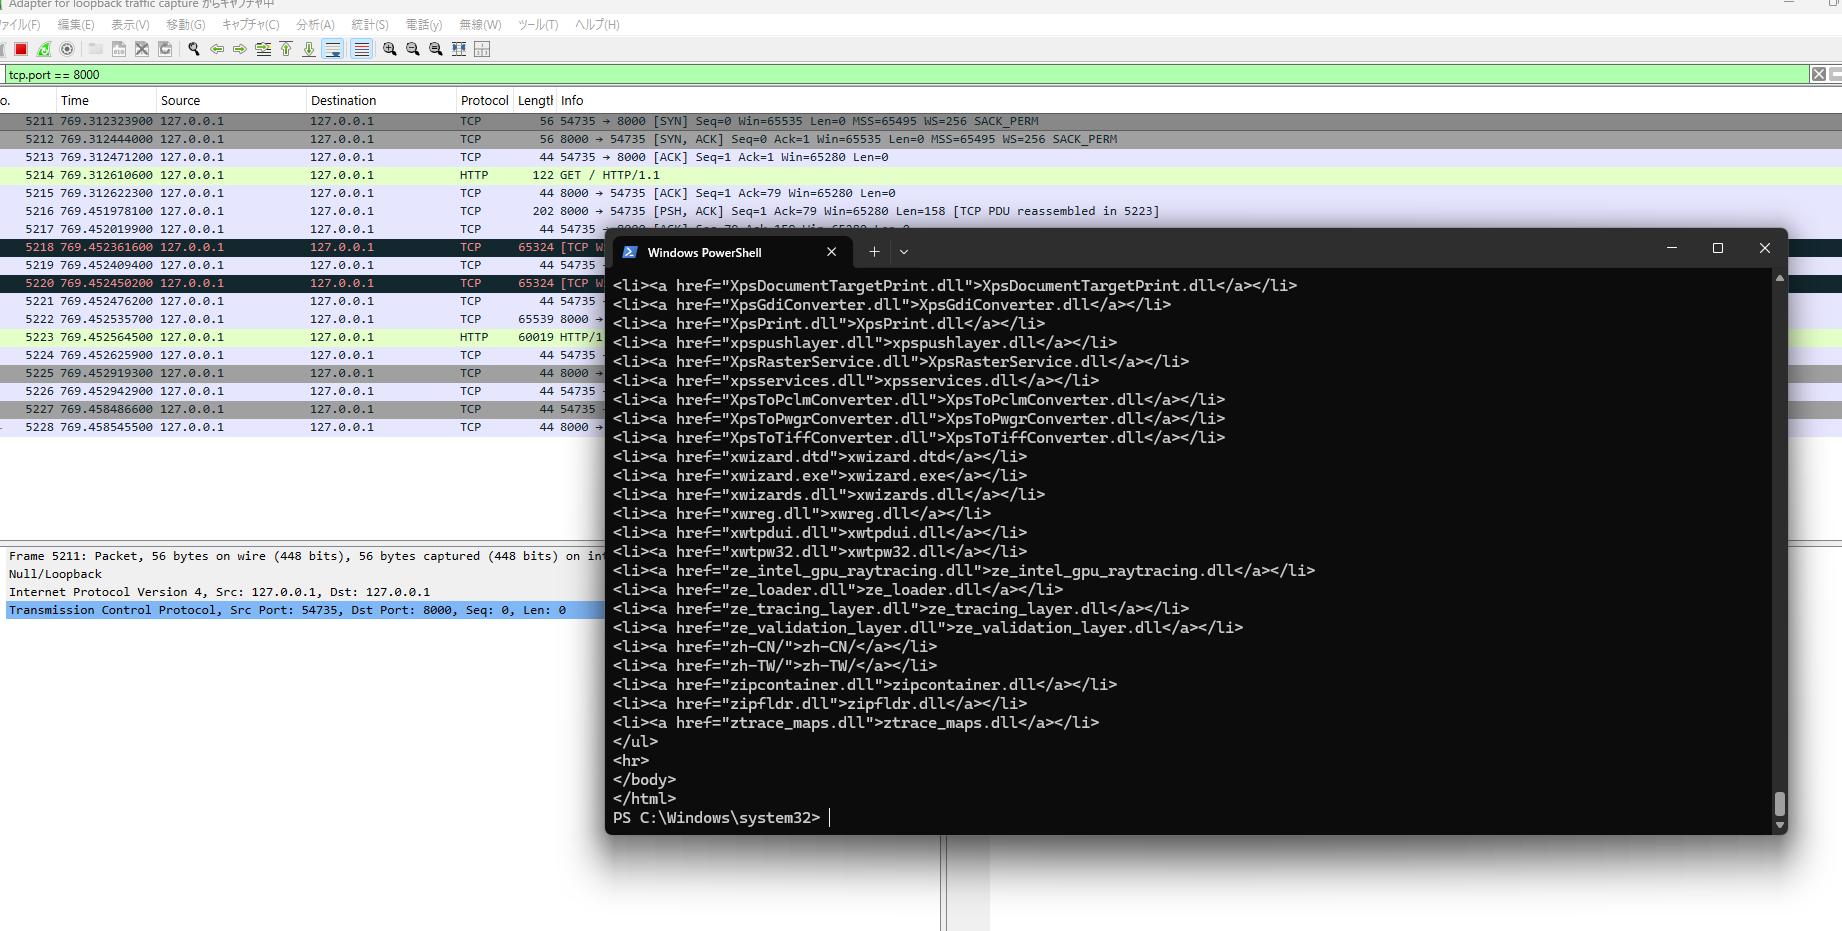 Adapter for loopback traffic capture からキャプチャ中
ファイル(F) 編集(E) 表示(V) 移動(G) キャプチャ(C) 分析(A) 統計(S) 電話(y) 無線(W) ツール(T) ヘルプ(H)
tcp.port == 8000
o. Time Source Destination Protocol Length Info
5211 769.312323900 127.0.0.1 127.0.0.1 TCP 56 54735 → 8000 [SYN] Seq=0 Win=65535 Len=0 MSS=65495 WS=256 SACK_PERM
5212 769.312444000 127.0.0.1 127.0.0.1 TCP 56 8000 → 54735 [SYN, ACK] Seq=0 Ack=1 Win=65535 Len=0 MSS=65495 WS=256 SACK_PERM
5213 769.312471200 127.0.0.1 127.0.0.1 TCP 44 54735 → 8000 [ACK] Seq=1 Ack=1 Win=65280 Len=0
5214 769.312610600 127.0.0.1 127.0.0.1 HTTP 122 GET / HTTP/1.1
5215 769.312622300 127.0.0.1 127.0.0.1 TCP 44 8000 → 54735 [ACK] Seq=1 Ack=79 Win=65280 Len=0
5216 769.451978100 127.0.0.1 127.0.0.1 TCP 202 8000 → 54735 [PSH, ACK] Seq=1 Ack=79 Win=65280 Len=158 [TCP PDU reassembled in 5223]
5217 769.452019900 127.0.0.1 127.0.0.1 TCP 44 54735 →
5218 769.452361600 127.0.0.1 127.0.0.1 TCP 65324 [TCP W
5219 769.452409400 127.0.0.1 127.0.0.1 TCP 44 54735
5220 769.452450200 127.0.0.1 127.0.0.1 TCP 65324 [TCP W
5221 769.452476200 127.0.0.1 127.0.0.1 TCP 44 54735
5222 769.452535700 127.0.0.1 127.0.0.1 TCP 65539 8000 →
5223 769.452564500 127.0.0.1 127.0.0.1 HTTP 60019 HTTP/1
5224 769.452625900 127.0.0.1 127.0.0.1 TCP 44 54735
5225 769.452919300 127.0.0.1 127.0.0.1 TCP 44 8000 →
5226 769.452942900 127.0.0.1 127.0.0.1 TCP 44 54735
5227 769.458486600 127.0.0.1 127.0.0.1 TCP 44 54735
5228 769.458545500 127.0.0.1 127.0.0.1 TCP 44 8000 →
Frame 5211: Packet, 56 bytes on wire (448 bits), 56 bytes captured (448 bits) on int
Null/Loopback
Internet Protocol Version 4, Src: 127.0.0.1, Dst: 127.0.0.1
Transmission Control Protocol, Src Port: 54735, Dst Port: 8000, Seq: 0, Len: 0
Windows PowerShell
<li><a href="XpsDocumentTargetPrint.dll">XpsDocumentTargetPrint.dll</a></li>
<li><a href="XpsGdiConverter.dll">XpsGdiConverter.dll</a></li>
<li><a href="XpsPrint.dll">XpsPrint.dll</a></li>
<li><a href="xpspushlayer.dll">xpspushlayer.dll</a></li>
<li><a href="XpsRasterService.dll">XpsRasterService.dll</a></li>
<li><a href="xpsservices.dll">xpsservices.dll</a></li>
<li><a href="XpsToPclmConverter.dll">XpsToPclmConverter.dll</a></li>
<li><a href="XpsToPwgrConverter.dll">XpsToPwgrConverter.dll</a></li>
<li><a href="XpsToTiffConverter.dll">XpsToTiffConverter.dll</a></li>
<li><a href="xwizard.dtd">xwizard.dtd</a></li>
<li><a href="xwizard.exe">xwizard.exe</a></li>
<li><a href="xwizards.dll">xwizards.dll</a></li>
<li><a href="xwreg.dll">xwreg.dll</a></li>
<li><a href="xwtpdui.dll">xwtpdui.dll</a></li>
<li><a href="xwtpw32.dll">xwtpw32.dll</a></li>
<li><a href="ze_intel_gpu_raytracing.dll">ze_intel_gpu_raytracing.dll</a></li>
<li><a href="ze_loader.dll">ze_loader.dll</a></li>
<li><a href="ze_tracing_layer.dll">ze_tracing_layer.dll</a></li>
<li><a href="ze_validation_layer.dll">ze_validation_layer.dll</a></li>
<li><a href="zh-CN/">zh-CN/</a></li>
<li><a href="zh-TW/">zh-TW/</a></li>
<li><a href="zipcontainer.dll">zipcontainer.dll</a></li>
<li><a href="zipfldr.dll">zipfldr.dll</a></li>
<li><a href="ztrace_maps.dll">ztrace_maps.dll</a></li>
</ul>
<hr>
</body>
</html>
PS C:\Windows\system32>